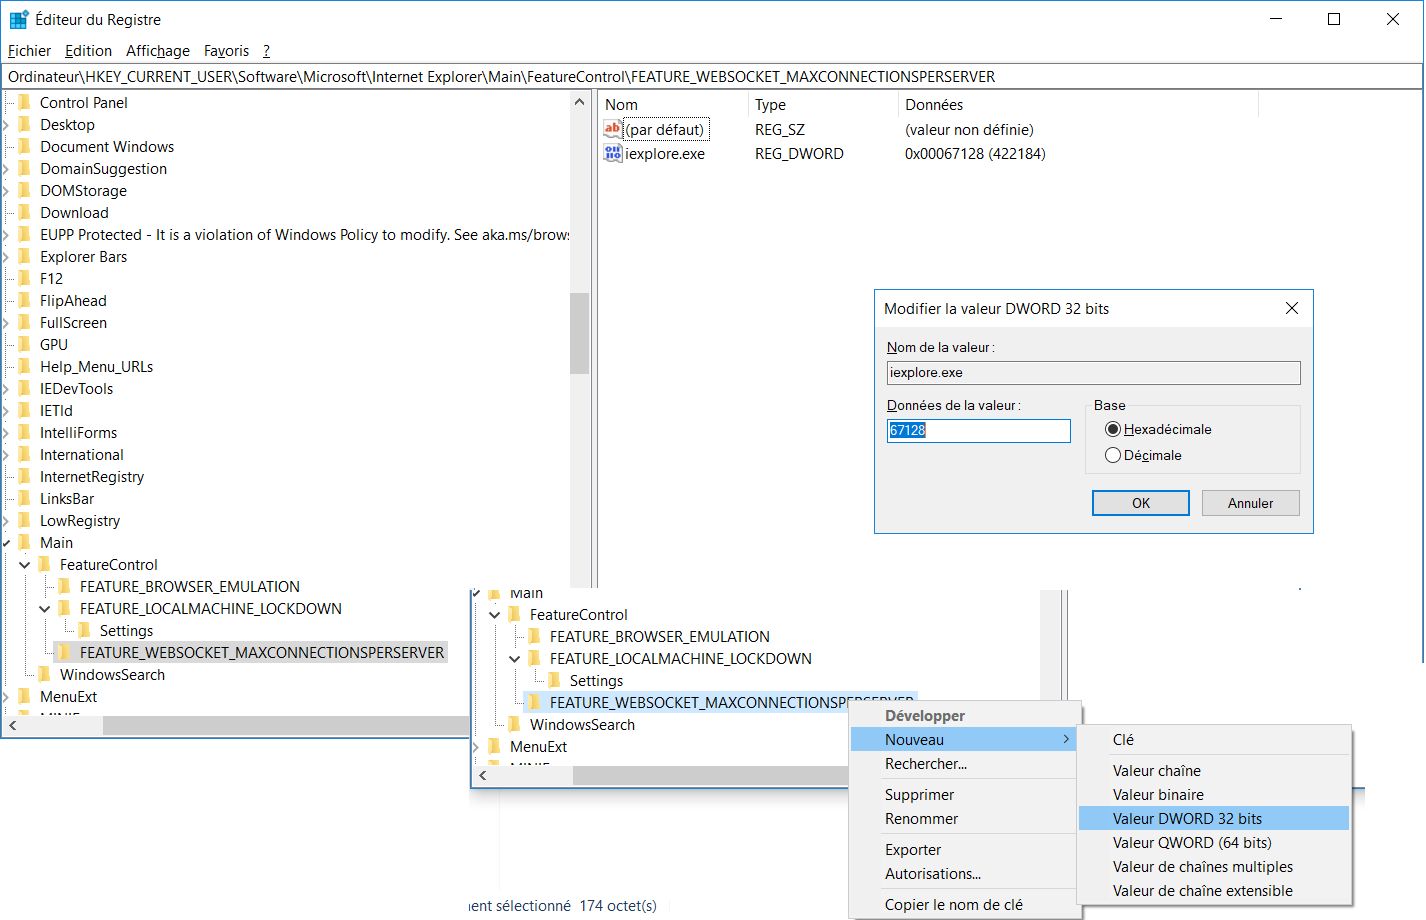 Éditeur du Registre
Fichier Edition Affichage Favoris ?
Ordinateur\HKEY_CURRENT_USER\Software\Microsoft\Internet Explorer\Main\FeatureControl\FEATURE_WEBSOCKET_MAXCONNECTIONSPERSERVER
Control Panel
Desktop
Document Windows
DomainSuggestion
DOMStorage
Download
EUPP Protected - It is a violation of Windows Policy to modify. See aka.ms/brows
Explorer Bars
F12
FlipAhead
FullScreen
GPU
Help_Menu_URLs
IEDevTools
IETld
IntelliForms
International
InternetRegistry
LinksBar
LowRegistry
Main
FeatureControl
FEATURE_BROWSER_EMULATION
FEATURE_LOCALMACHINE_LOCKDOWN
Settings
FEATURE_WEBSOCKET_MAXCONNECTIONSPERSERVER
WindowsSearch
MenuExt
Nom Type Données
(par défaut) REG_SZ (valeur non définie)
iexplore.exe REG_DWORD 0x00067128 (422184)
Modifier la valeur DWORD 32 bits
Nom de la valeur :
iexplore.exe
Données de la valeur :
67128
Base
Hexadécimale
Décimale
OK Annuler
Main
FeatureControl
FEATURE_BROWSER_EMULATION
FEATURE_LOCALMACHINE_LOCKDOWN
Settings
FEATURE_WEBSOCKET_MAXCONNECTIONSPERSERVER
WindowsSearch
MenuExt
Développer
Nouveau
Rechercher...
Supprimer
Renommer
Exporter
Autorisations...
Copier le nom de clé
Clé
Valeur chaîne
Valeur binaire
Valeur DWORD 32 bits
Valeur QWORD (64 bits)
Valeur de chaînes multiples
Valeur de chaîne extensible
ment sélectionné 174 octet(s)